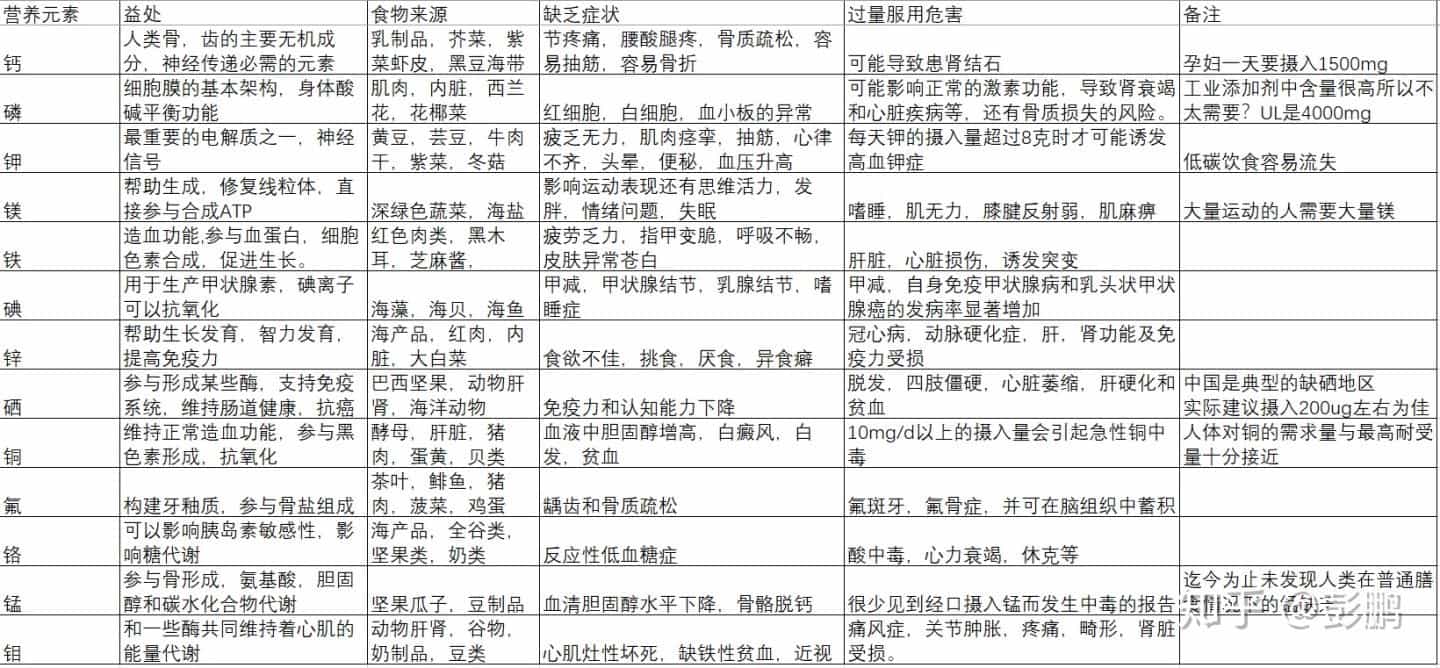 营养元素 益处 食物来源 缺乏症状 过量服用危害 备注
钙
人类骨，齿的主要无机成
分，神经传递必需的元素
乳制品，芥菜，紫
菜虾皮，黑豆海带
节疼痛，腰酸腿疼，骨质疏松，容
易抽筋，容易骨折
可能导致患肾结石
孕妇一天要摄入1500mg
磷
细胞膜的基本架构，身体酸
碱平衡功能
肌肉，内脏，西兰
花，花椰菜
红细胞，白细胞，血小板的异常
可能影响正常的激素功能，导致肾衰竭
和心脏疾病等，还有骨质损失的风险。
工业添加剂中含量很高所以不
太需要？UL是4000mg
钾
最重要的电解质之一，神经
信号
黄豆，芸豆，牛肉
干，紫菜，冬菇
疲乏无力，肌肉痉挛，抽筋，心律
不齐，头晕，便秘，血压升高
每天钾的摄入量超过8克时才可能诱发
高血钾症
低碳饮食容易流失
镁
帮助生成，修复线粒体，直
接参与合成ATP
深绿色蔬菜，海盐
影响运动表现还有思维活力，发
胖，情绪问题，失眠
嗜睡，肌无力，膝腱反射弱，肌麻痹
大量运动的人需要大量镁
铁
造血功能,参与血蛋白，细胞
色素合成，促进生长。
红色肉类，黑木
耳，芝麻酱，
疲劳乏力，指甲变脆，呼吸不畅，
皮肤异常苍白
肝脏，心脏损伤，诱发突变
碘
用于生产甲状腺素，碘离子
可以抗氧化
海藻，海贝，海鱼
甲减，甲状腺结节，乳腺结节，嗜
睡症
甲减，自身免疫甲状腺病和乳头状甲状
腺癌的发病率显著增加
锌
帮助生长发育，智力发育，
提高免疫力
海产品，红肉，内
脏，大白菜
食欲不佳，挑食，厌食，异食癖
冠心病，动脉硬化症，肝，肾功能及免
疫力受损
硒
参与形成某些酶，支持免疫
系统，维持肠道健康，抗癌
巴西坚果，动物肝
肾，海洋动物
免疫力和认知能力下降
脱发，四肢僵硬，心脏萎缩，肝硬化和
贫血
中国是典型的缺硒地区
实际建议摄入200ug左右为佳
铜
维持正常造血功能，参与黑
色素形成，抗氧化
酵母，肝脏，猪
肉，蛋黄，贝类
血液中胆固醇增高，白癜风，白
发，贫血
10mg/d以上的摄入量会引起急性铜中
毒
人体对铜的需求量与最高耐受
量十分接近
氟
构建牙釉质，参与骨盐组成
茶叶，鲱鱼，猪
肉，菠菜，鸡蛋
龋齿和骨质疏松
氟斑牙，氟骨症，并可在脑组织中蓄积
铬
可以影响胰岛素敏感性，影
响糖代谢
海产品，全谷类，
坚果类，奶类
反应性低血糖症
酸中毒，心力衰竭，休克等
锰
参与骨形成，氨基酸，胆固
醇和碳水化合物代谢
坚果瓜子，豆制品
血清胆固醇水平下降，骨骼脱钙
很少见到经口摄入锰而发生中毒的报告
迄今为止未发现人类在普通膳
钼
和一些酶共同维持着心肌的
能量代谢
动物肝肾，谷物，
奶制品，豆类
心肌灶性坏死，缺铁性贫血，近视
痛风症，关节肿胀，疼痛，畸形，肾脏
受损。
知乎 @彭鹏